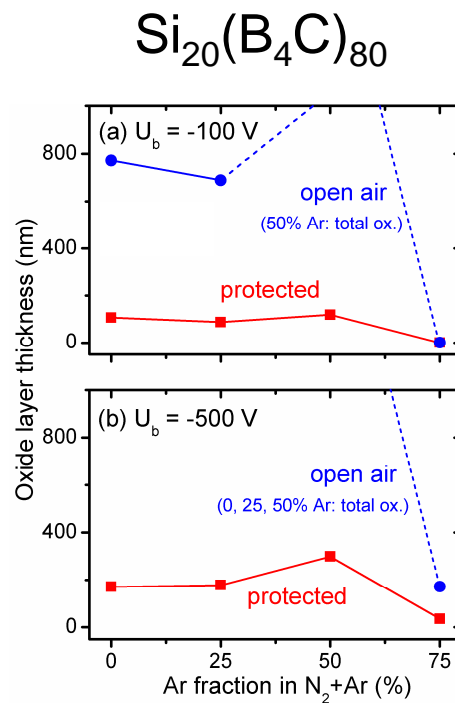 Si20(B4C)80
(a) Ub = -100 V
800
open air
(50% Ar: total ox.)
400
protected
0
Oxide layer thickness (nm)
(b) Ub = -500 V
800
open air
(0, 25, 50% Ar: total ox.)
400
protected
0
0 25 50 75
Ar fraction in N2+Ar (%)